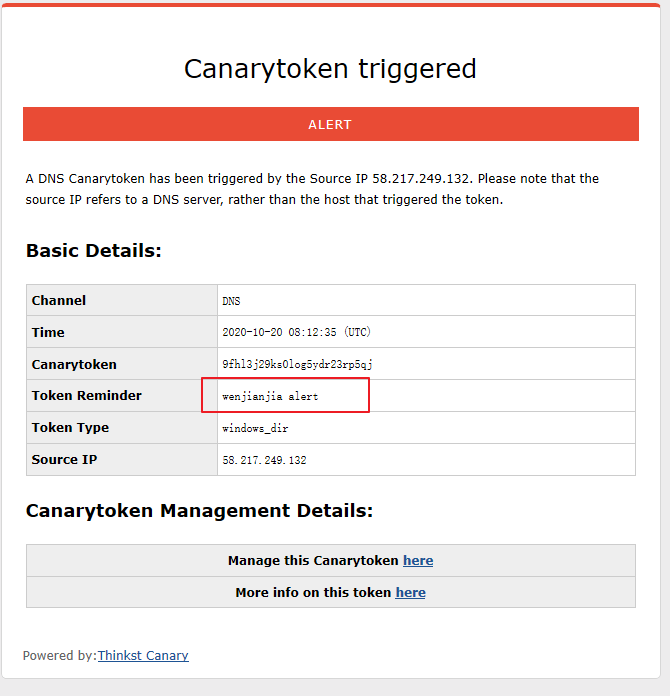 Canarytoken triggered
ALERT
A DNS Canarytoken has been triggered by the Source IP 58.217.249.132. Please note that the
source IP refers to a DNS server, rather than the host that triggered the token.
Basic Details:
Channel DNS
Time 2020-10-20 08:12:35 (UTC)
Canarytoken 9fhl3j29ks0log5ydr23rp5qj
Token Reminder wenjianjia alert
Token Type windows_dir
Source IP 58.217.249.132
Canarytoken Management Details:
Manage this Canarytoken here
More info on this token here
Powered by:Thinkst Canary